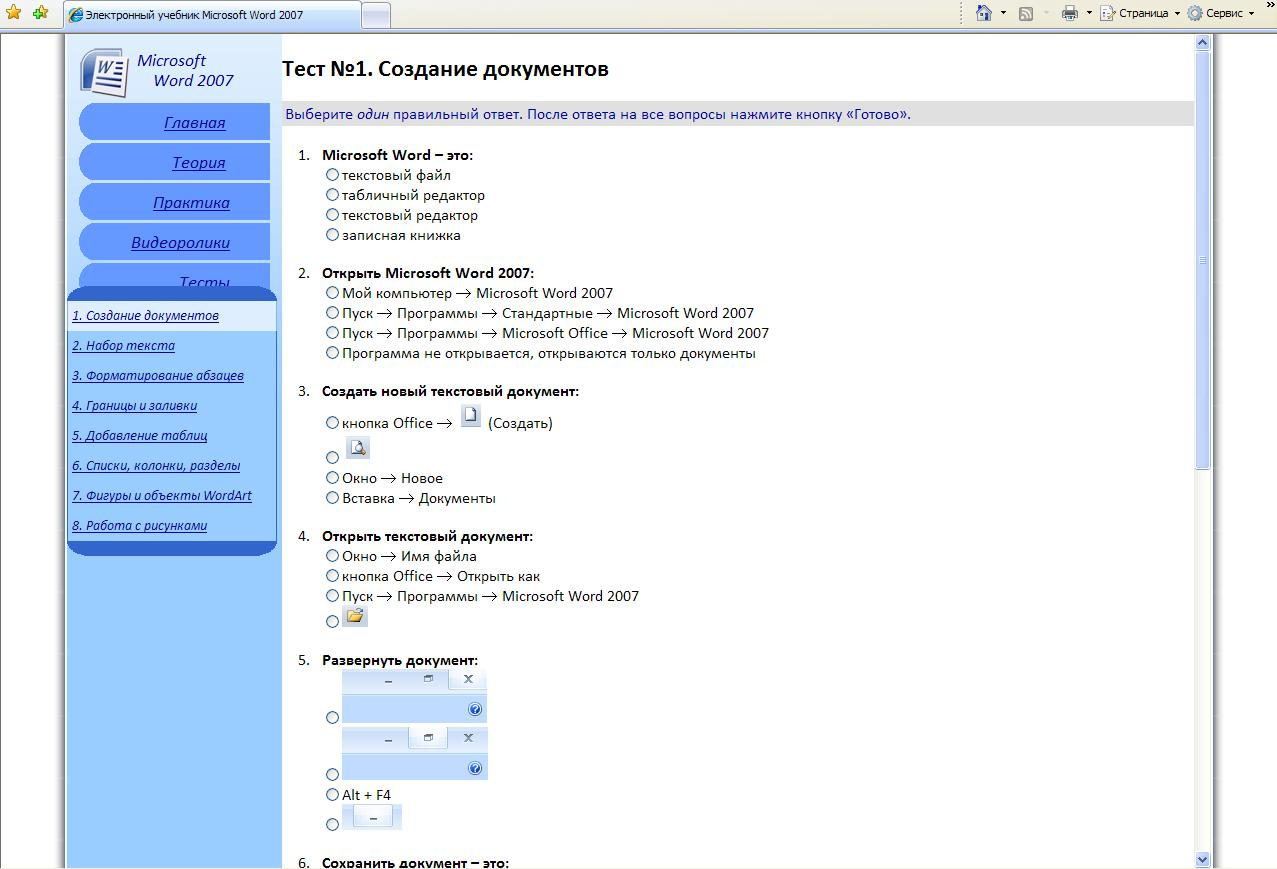 Электронный учебник Microsoft Word 2007
Страница
Сервис
Microsoft
Word 2007
Главная
Теория
Практика
Видеоролики
Тесты
1. Создание документов
2. Набор текста
3. Форматирование абзацев
4. Границы и заливки
5. Добавление таблиц
6. Списки, колонки, разделы
7. Фигуры и объекты WordArt
8. Работа с рисунками
Тест №1. Создание документов
Выберите один правильный ответ. После ответа на все вопросы нажмите кнопку «Готово».
1. Microsoft Word – это:
текстовый файл
табличный редактор
текстовый редактор
записная книжка
2. Открыть Microsoft Word 2007:
Мой компьютер → Microsoft Word 2007
Пуск → Программы → Стандартные → Microsoft Word 2007
Пуск → Программы → Microsoft Office → Microsoft Word 2007
Программа не открывается, открываются только документы
3. Создать новый текстовый документ:
кнопка Office → (Создать)
Окно → Новое
Вставка → Документы
4. Открыть текстовый документ:
Окно → Имя файла
кнопка Office → Открыть как
Пуск → Программы → Microsoft Word 2007
5. Развернуть документ:
Alt + F4
6. Сохранить документ – это: